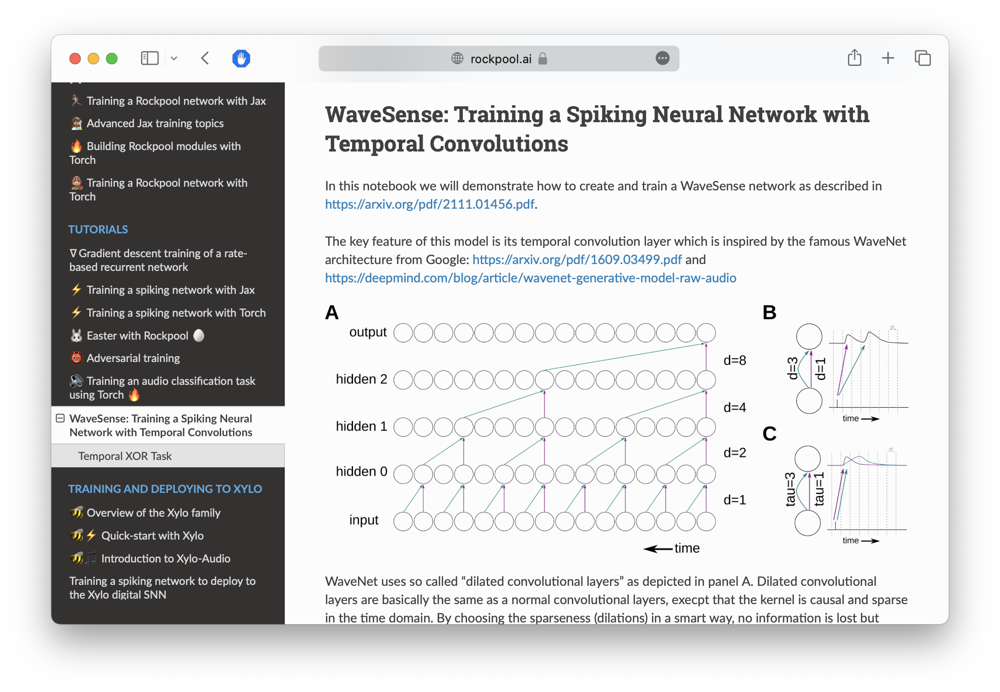 rockpool.ai
Training a Rockpool network with Jax
Advanced Jax training topics
Building Rockpool modules with
Torch
Training a Rockpool network with
Torch
TUTORIALS
∇ Gradient descent training of a rate-
based recurrent network
⚡ Training a spiking network with Jax
⚡ Training a spiking network with Torch
Easter with Rockpool
Adversarial training
Training an audio classification task
using Torch
WaveSense: Training a Spiking Neural
Network with Temporal Convolutions
Temporal XOR Task
TRAINING AND DEPLOYING TO XYLO
Overview of the Xylo family
Quick-start with Xylo
Introduction to Xylo-Audio
Training a spiking network to deploy to
the Xylo digital SNN
WaveSense: Training a Spiking Neural Network with
Temporal Convolutions
In this notebook we will demonstrate how to create and train a WaveSense network as described in
https://arxiv.org/pdf/2111.01456.pdf.
The key feature of this model is its temporal convolution layer which is inspired by the famous WaveNet
architecture from Google: https://arxiv.org/pdf/1609.03499.pdf and
https://deepmind.com/blog/article/wavenet-generative-model-raw-audio
A
output
d=8
hidden 2
d=4
hidden 1
d=2
hidden 0
d=1
input
time
B
dt
d=3
d=1
time
C
dt
tau=3
tau=1
time
WaveNet uses so called “dilated convolutional layers” as depicted in panel A. Dilated convolutional
layers are basically the same as a normal convolutional layers, execpt that the kernel is causal and sparse
in the time domain. By choosing the sparseness (dilations) in a smart way, no information is lost but